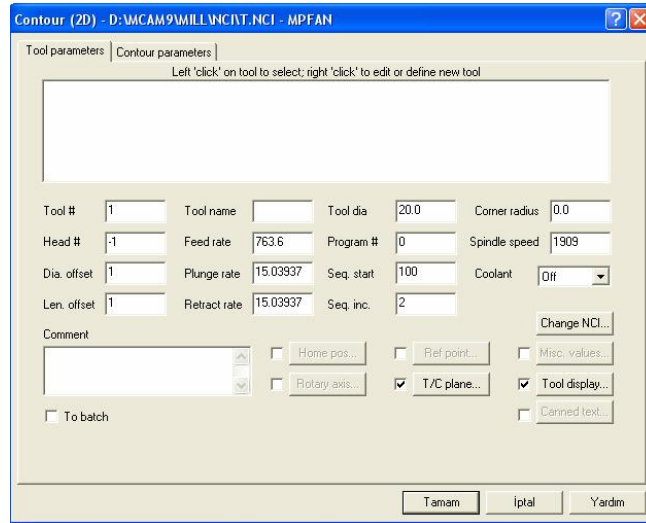 Contour (2D) - D:\MCAM9\MILL\NCI\T.NCI - MPFAN
Tool parameters Contour parameters
Left 'click' on tool to select; right 'click' to edit or define new tool
Tool # 1 Tool name Tool dia 20.0 Corner radius 0.0
Head # -1 Feed rate 763.6 Program # 0 Spindle speed 1909
Dia. offset 1 Plunge rate 15.03937 Seq. start 100 Coolant Off
Len. offset 1 Retract rate 15.03937 Seq. inc. 2
Change NCI...
Comment
Home pos... Ref point... Misc. values...
Rotary axis... T/C plane... Tool display...
To batch Canned text...
Tamam İptal Yardım